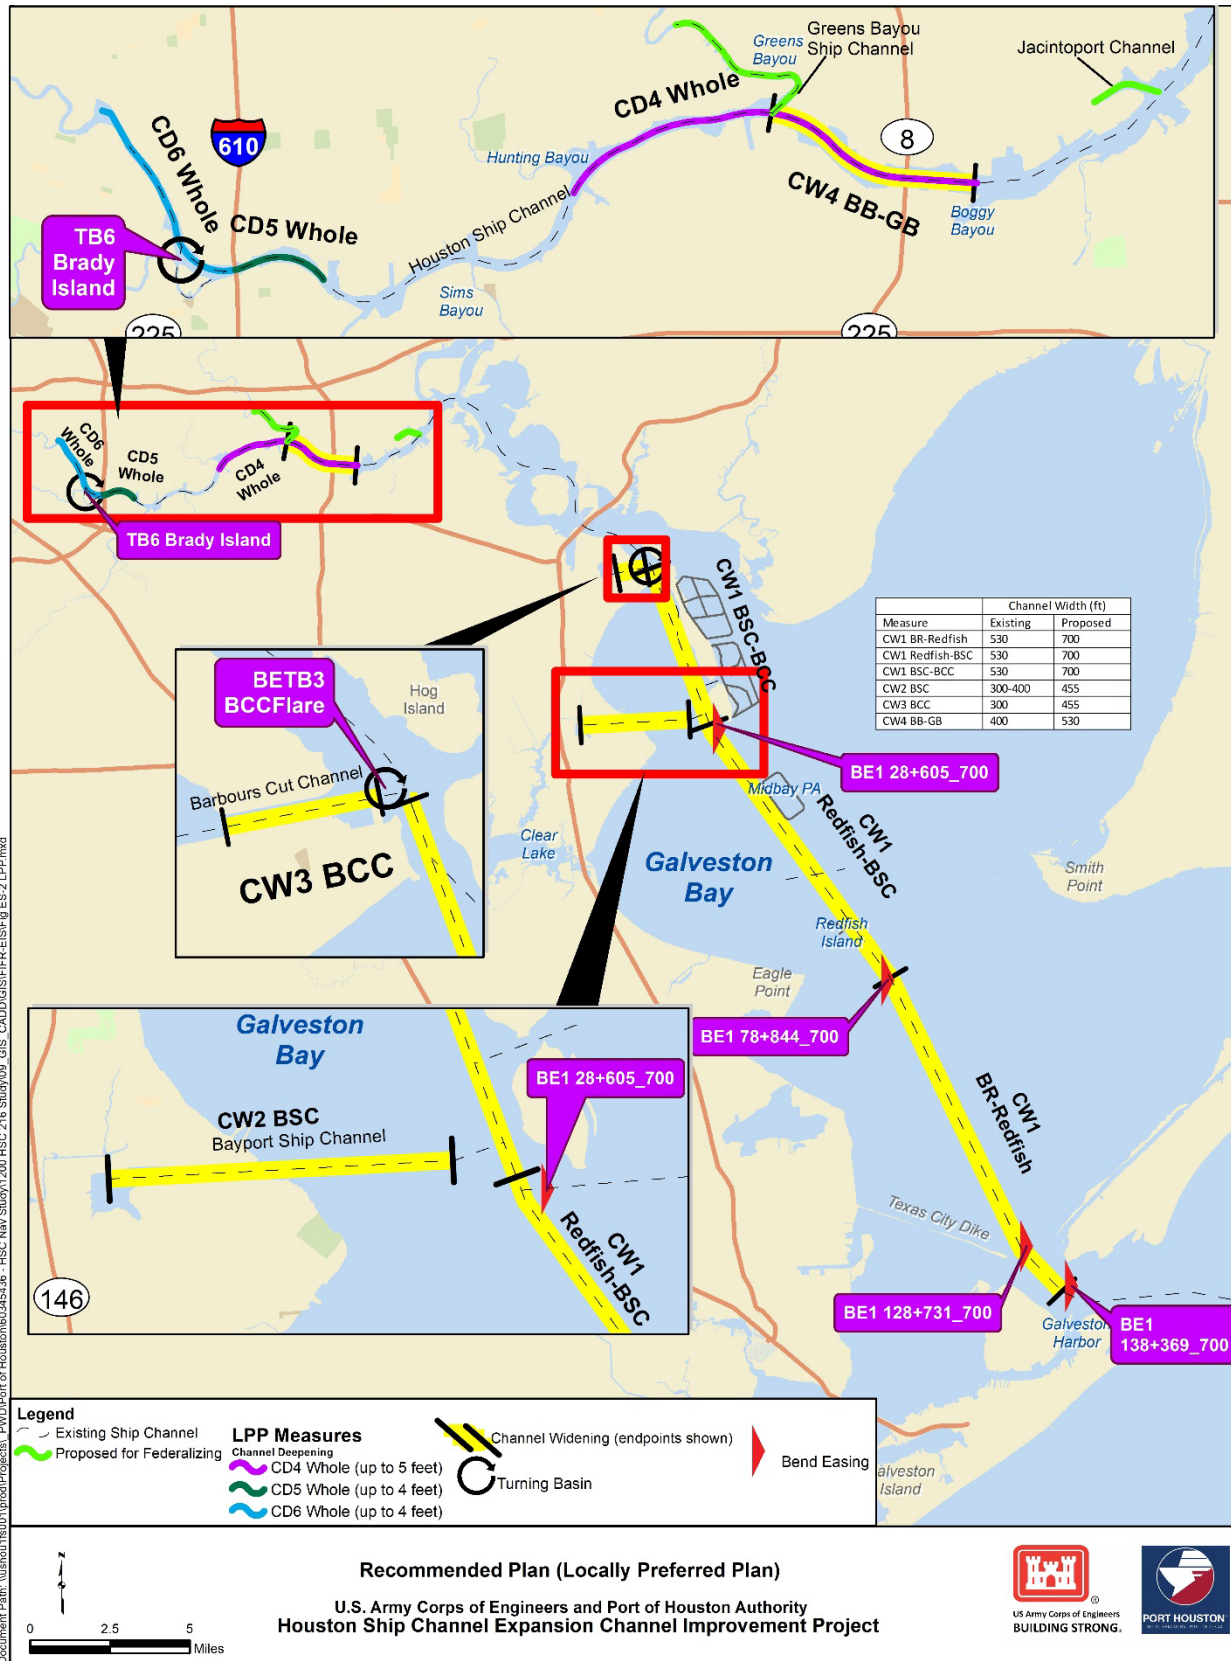 Greens Bayou
Ship Channel
Greens
Bayou
Jacintoport Channel
CD4 Whole
610
8
CD6 Whole
Hunting Bayou
CW4 BB-GB
Boggy
Bayou
TB6
Brady
Island
CD5 Whole
Houston Ship Channel
Sims
Bayou
225
225
CD6
Whole
CD5
Whole
CD4
Whole
TB6 Brady Island
CW1 BSC-BCC
Channel Width (ft)
Measure Existing Proposed
CW1 BR-Redfish 530 700
CW1 Redfish-BSC 530 700
CW1 BSC-BCC 530 700
CW2 BSC 300-400 455
CW3 BCC 300 455
CW4 BB-GB 400 530
BETB3
BCCFlare
Hog
Island
Barbours Cut Channel
CW3 BCC
BE1 28+605_700
Midbay PA
CW1
Redfish-BSC
Clear
Lake
Galveston
Bay
Smith
Point
Redfish
Island
Eagle
Point
BE1 78+844_700
Galveston
Bay
BE1 28+605_700
CW2 BSC
Bayport Ship Channel
CW1
Redfish-BSC
146
CW1
BR-Redfish
Texas City Dike
BE1 128+731_700
Galveston
Harbor
BE1
138+369_700
alveston
Island
Legend
Existing Ship Channel
Proposed for Federalizing
LPP Measures
Channel Deepening
CD4 Whole (up to 5 feet)
CD5 Whole (up to 4 feet)
CD6 Whole (up to 4 feet)
Channel Widening (endpoints shown)
Turning Basin
Bend Easing
N
0 2.5 5
Miles
Recommended Plan (Locally Preferred Plan)
U.S. Army Corps of Engineers and Port of Houston Authority
Houston Ship Channel Expansion Channel Improvement Project
US Army Corps of Engineers
BUILDING STRONG.
PORT HOUSTON